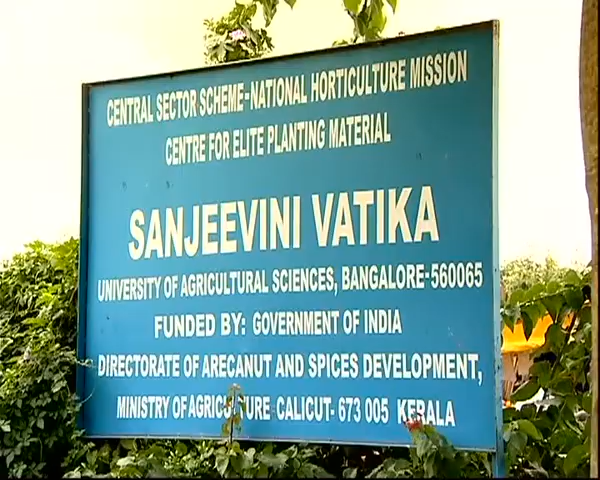 CENTRAL SECTOR SCHEME-NATIONAL HORTICULTURE MISSION
CENTRE FOR ELITE PLANTING MATERIAL
SANJEEVINI VATIKA
UNIVERSITY OF AGRICULTURAL SCIENCES, BANGALORE-560065
FUNDED BY: GOVERNMENT OF INDIA
DIRECTORATE OF ARECANUT AND SPICES DEVELOPMENT,
MINISTRY OF AGRICULTURE CALICUT- 673 005 KERALA